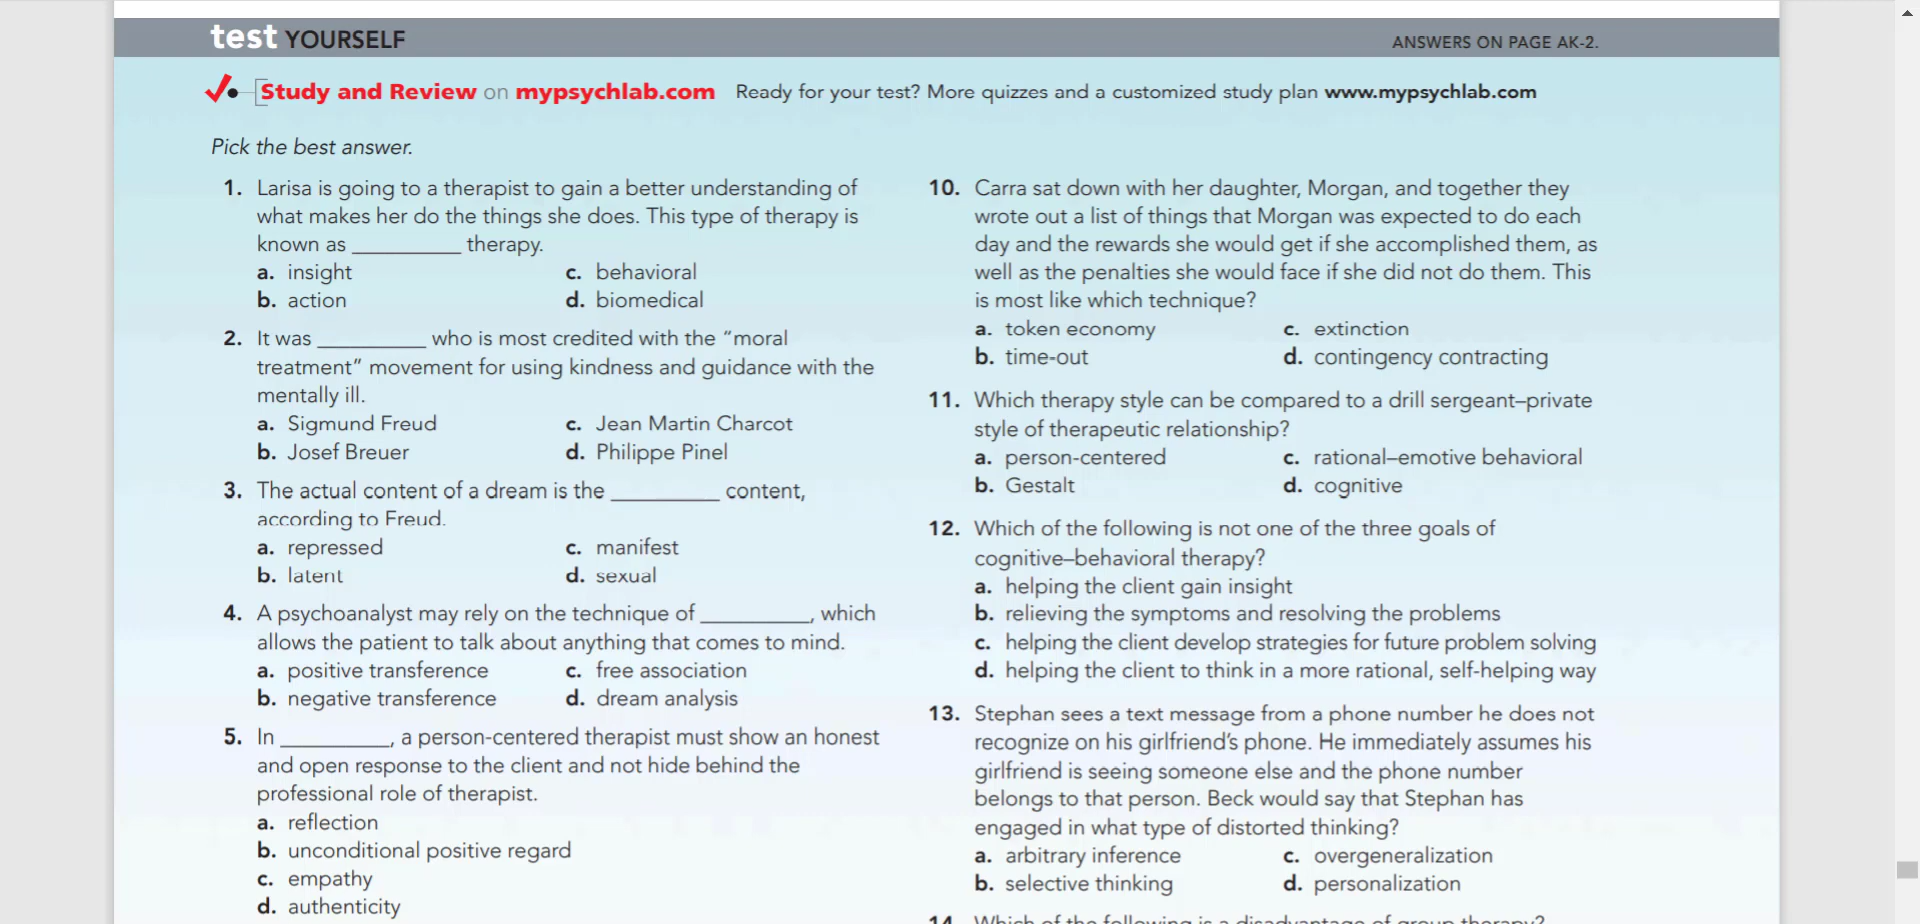 test YOURSELF
ANSWERS ON PAGE AK-2.
Study and Review on mypsychlab.com Ready for your test? More quizzes and a customized study plan www.mypsychlab.com
Pick the best answer.
1. Larisa is going to a therapist to gain a better understanding of
what makes her do the things she does. This type of therapy is
known as __________ therapy.
a. insight c. behavioral
b. action d. biomedical
2. It was __________ who is most credited with the “moral
treatment” movement for using kindness and guidance with the
mentally ill.
a. Sigmund Freud c. Jean Martin Charcot
b. Josef Breuer d. Philippe Pinel
3. The actual content of a dream is the __________ content,
according to Freud.
a. repressed c. manifest
b. latent d. sexual
4. A psychoanalyst may rely on the technique of __________, which
allows the patient to talk about anything that comes to mind.
a. positive transference c. free association
b. negative transference d. dream analysis
5. In __________, a person-centered therapist must show an honest
and open response to the client and not hide behind the
professional role of therapist.
a. reflection
b. unconditional positive regard
c. empathy
d. authenticity
10. Carra sat down with her daughter, Morgan, and together they
wrote out a list of things that Morgan was expected to do each
day and the rewards she would get if she accomplished them, as
well as the penalties she would face if she did not do them. This
is most like which technique?
a. token economy c. extinction
b. time-out d. contingency contracting
11. Which therapy style can be compared to a drill sergeant–private
style of therapeutic relationship?
a. person-centered c. rational–emotive behavioral
b. Gestalt d. cognitive
12. Which of the following is not one of the three goals of
cognitive–behavioral therapy?
a. helping the client gain insight
b. relieving the symptoms and resolving the problems
c. helping the client develop strategies for future problem solving
d. helping the client to think in a more rational, self-helping way
13. Stephan sees a text message from a phone number he does not
recognize on his girlfriend’s phone. He immediately assumes his
girlfriend is seeing someone else and the phone number
belongs to that person. Beck would say that Stephan has
engaged in what type of distorted thinking?
a. arbitrary inference c. overgeneralization
b. selective thinking d. personalization
14. Which of the following is a disadvantage of group therapy?